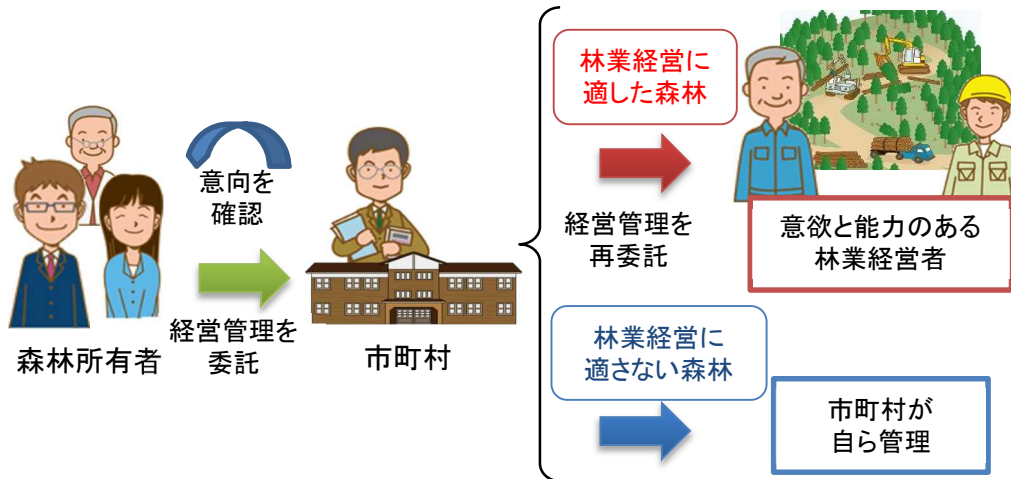 森林所有者
意向を
確認
経営管理を
委託
市町村
林業経営に
適した森林
経営管理を
再委託
意欲と能力のある
林業経営者
林業経営に
適さない森林
市町村が
自ら管理